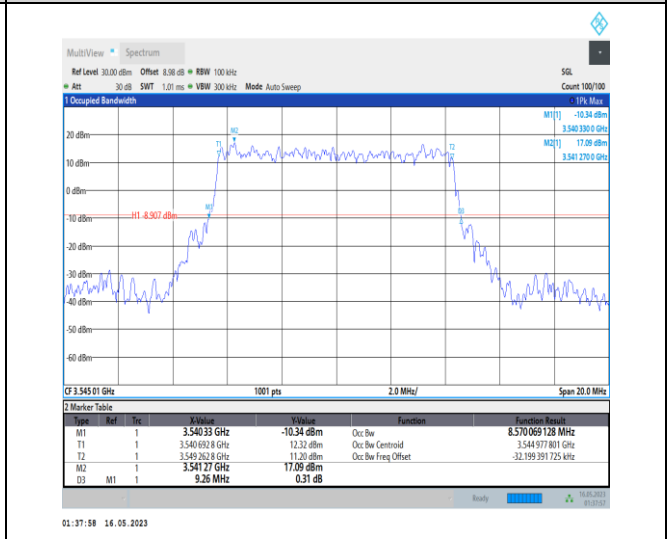 MultiView Spectrum
Ref Level 30.00 dBm Offset 8.98 dB RBW 100 kHz SGL
Att 30 dB SWT 1.01 ms VBW 300 kHz Mode Auto Sweep Count 100/100
1 Occupied Bandwidth 1Pk Max
M1[1] -10.34 dBm
3.540 330 0 GHz
M2[1] 17.09 dBm
3.541 270 0 GHz
20 dBm
M2
T1
T2
10 dBm
0 dBm
M1
D3
H1 -8.907 dBm
-10 dBm
-20 dBm
-30 dBm
-40 dBm
-50 dBm
-60 dBm
CF 3.545 01 GHz 1001 pts 2.0 MHz/ Span 20.0 MHz
2 Marker Table
Type Ref Trc X-Value Y-Value Function Function Result
M1 1 3.540 33 GHz -10.34 dBm Occ Bw 8.570 069 128 MHz
T1 1 3.540 692 8 GHz 12.32 dBm Occ Bw Centroid 3.544 977 801 GHz
T2 1 3.549 262 8 GHz 11.20 dBm Occ Bw Freq Offset -32.199 391 725 kHz
M2 1 3.541 27 GHz 17.09 dBm
D3 M1 1 9.26 MHz 0.31 dB
Ready 16.05.2023
01:37:57
01:37:58 16.05.2023